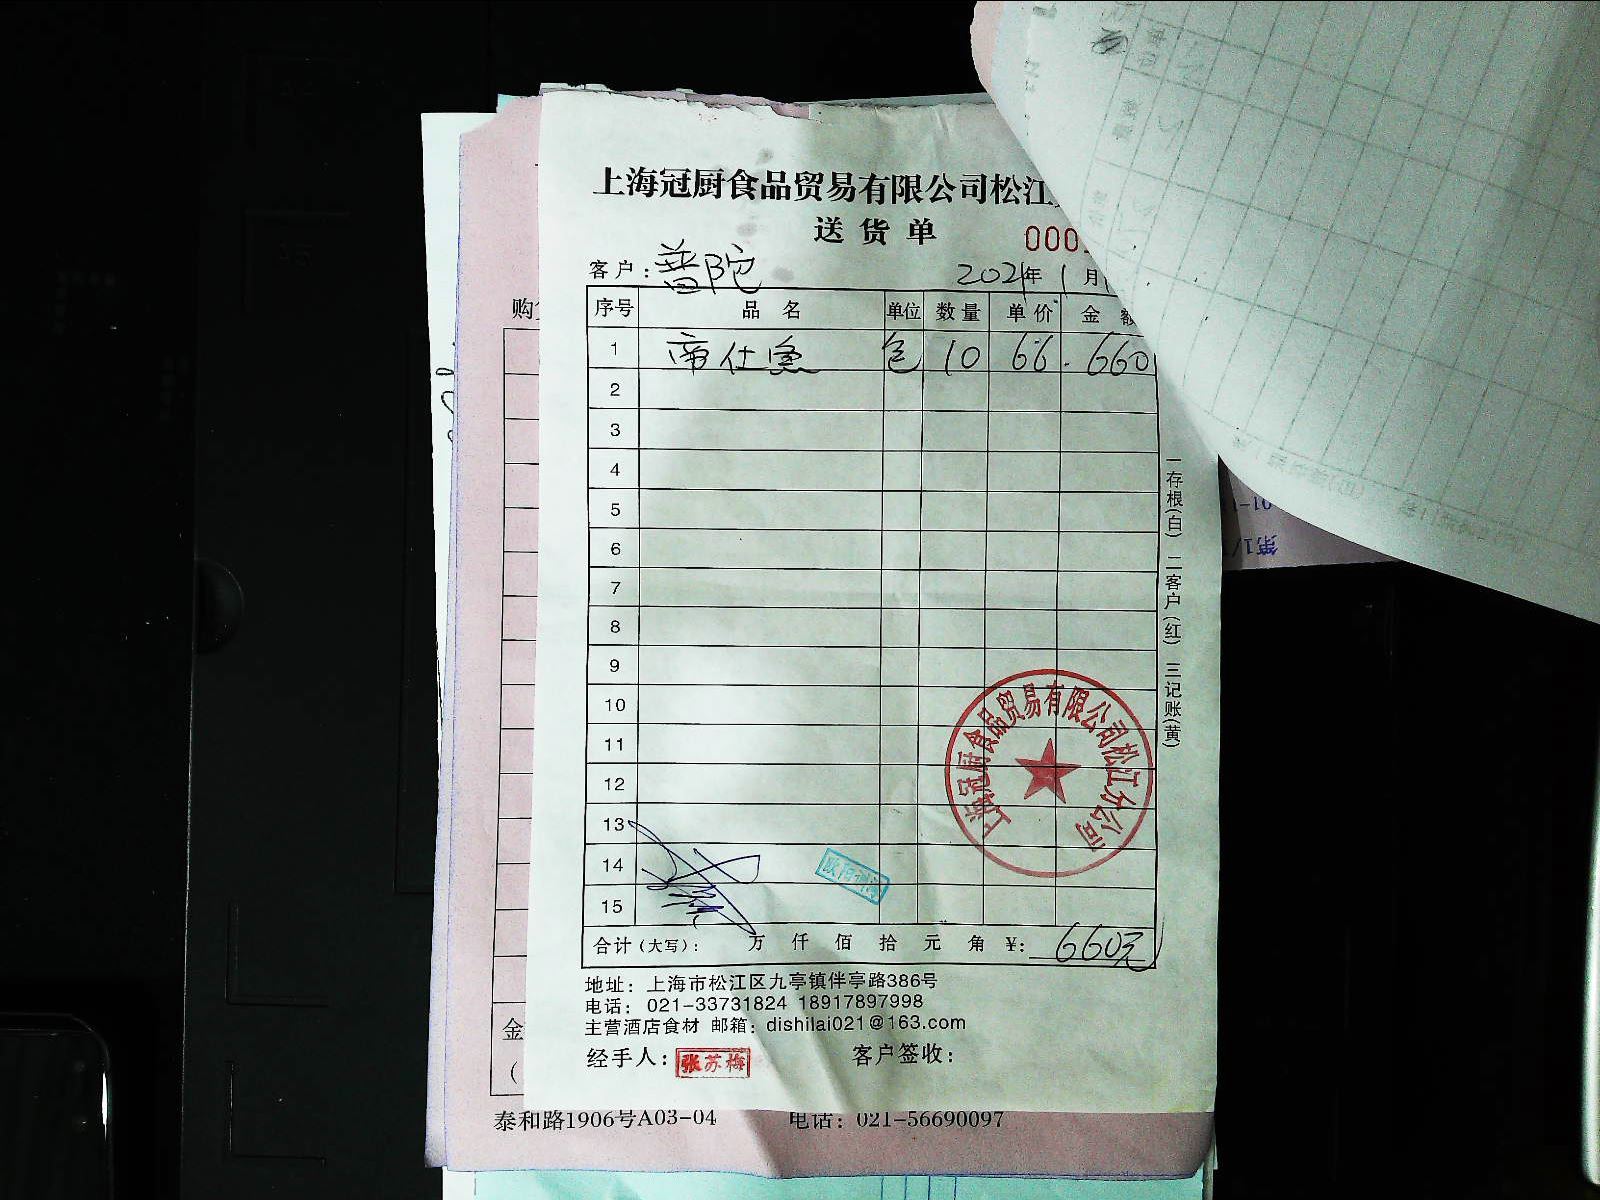 上海冠厨食品贸易有限公司松江
送货单
000
客户：普陀 2021年1月
序号 品名 单位 数量 单价 金额
1 帝仕鱼 包 10 66 660
2
3
4
5
6
7
8
9
10
11
12
13
14
15
合计（大写）： 万 仟 佰 拾 元 角 ¥：660元
地址：上海市松江区九亭镇伴亭路386号
电话：021-33731824 18917897998
主营酒店食材 邮箱：dishilai021@163.com
经手人：张苏梅 客户签收：
一存根(白) 二客户(红) 三记账(黄)
上海冠厨食品贸易有限公司松江分公司
购
金
（
泰和路1906号A03-04 电话：021-56690097